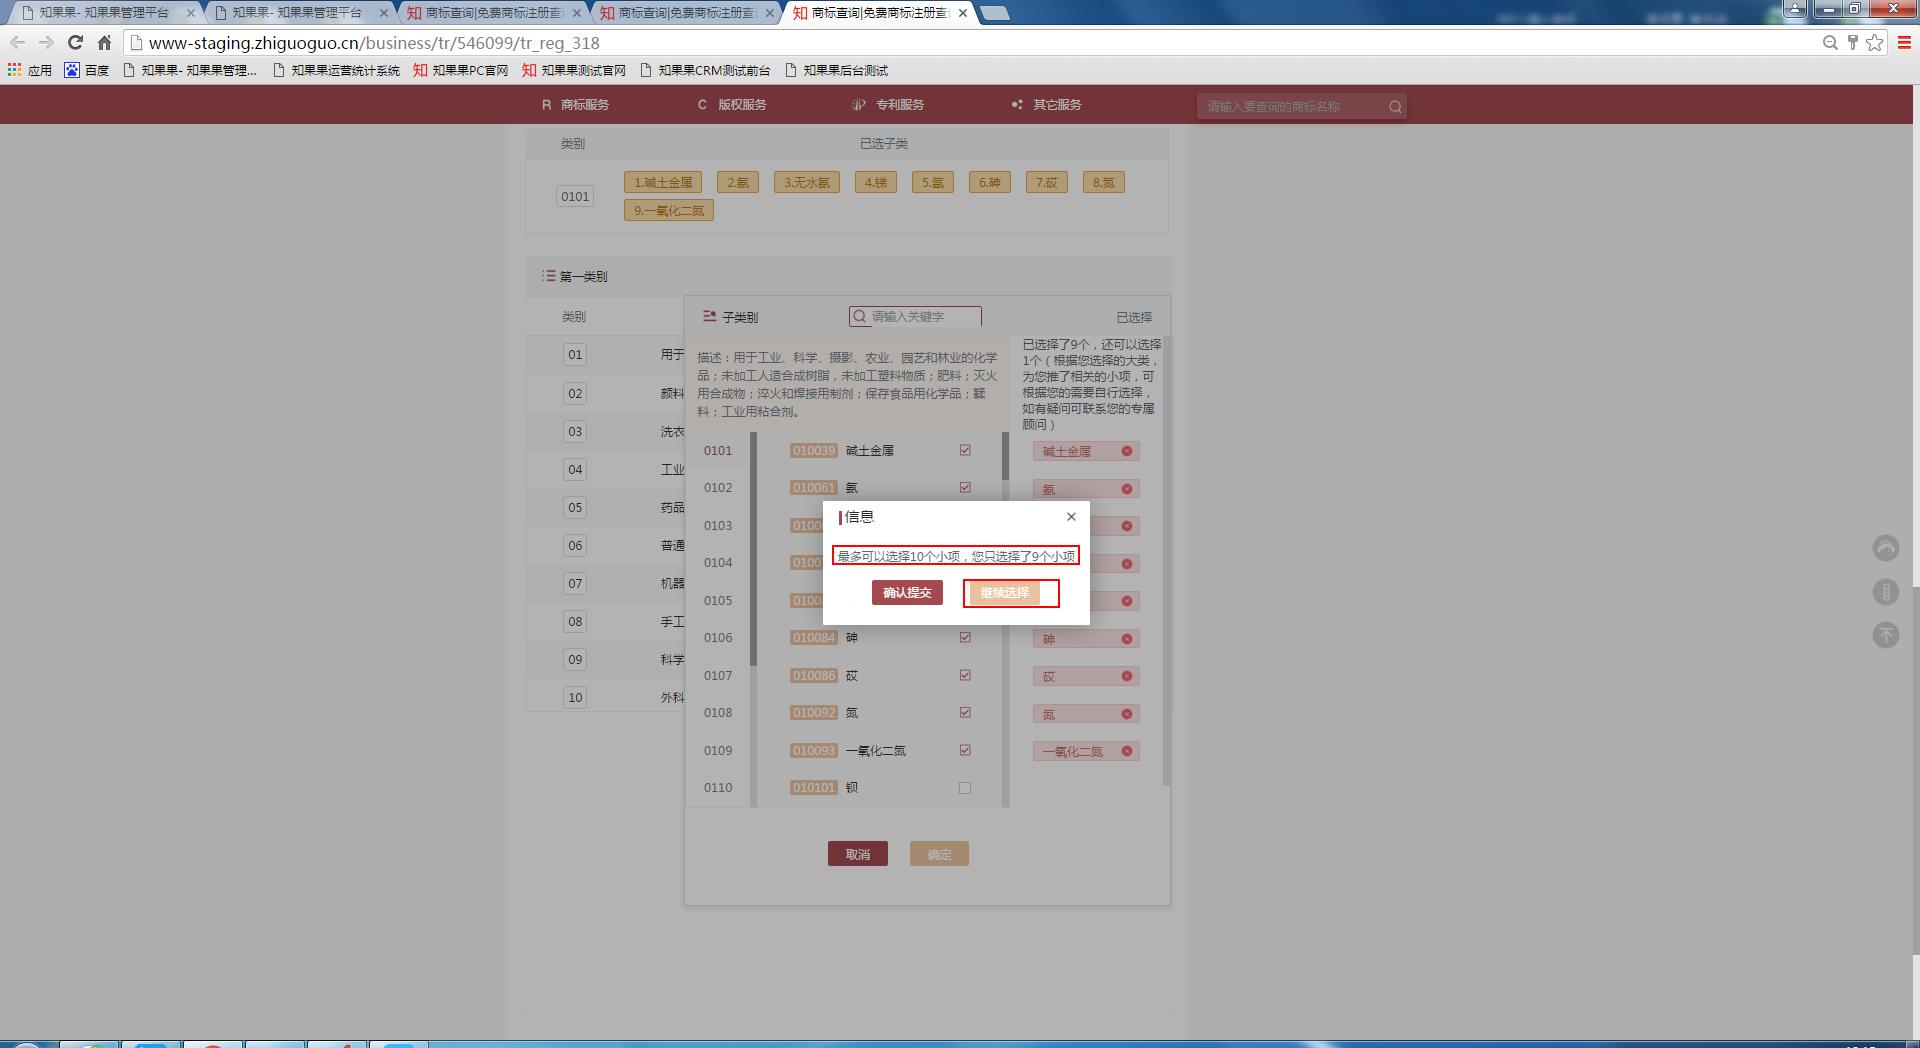 知果果- 知果果管理平台
知果果- 知果果管理平台
商标查询|免费商标注册查
商标查询|免费商标注册查
商标查询|免费商标注册查
www-staging.zhiguoguo.cn/business/tr/546099/tr_reg_318
应用 百度 知果果- 知果果管理... 知果果运营统计系统 知果果PC官网 知果果测试官网 知果果CRM测试前台 知果果后台测试
R 商标服务 C 版权服务 专利服务 其它服务 请输入要查询的商标名称
类别 已选子类
0101 1.碱土金属 2.氨 3.无水氨 4.锑 5.氩 6.砷 7.砹 8.氮
9.一氧化二氮
第一类别
类别
01 用于
02 颜料
03 洗衣
04 工业
05 药品
06 普通
07 机器
08 手工
09 科学
10 外科
子类别 请输入关键字 已选择
描述：用于工业、科学、摄影、农业、园艺和林业的化学
品；未加工人造合成树脂，未加工塑料物质；肥料；灭火
用合成物；淬火和焊接用制剂；保存食品用化学品；鞣
料；工业用粘合剂。
已选择了9个，还可以选择
1个（根据您选择的大类，
为您推了相关的小项，可
根据您的需要自行选择，
如有疑问可联系您的专属
顾问）
0101 010039 碱土金属 碱土金属
0102 010061 氨 氨
0103
0104
0105
0106 010084 砷 砷
0107 010086 砹 砹
0108 010092 氮 氮
0109 010093 一氧化二氮 一氧化二氮
0110 010101 钡
信息
最多可以选择10个小项，您只选择了9个小项
确认提交 继续选择
取消 确定